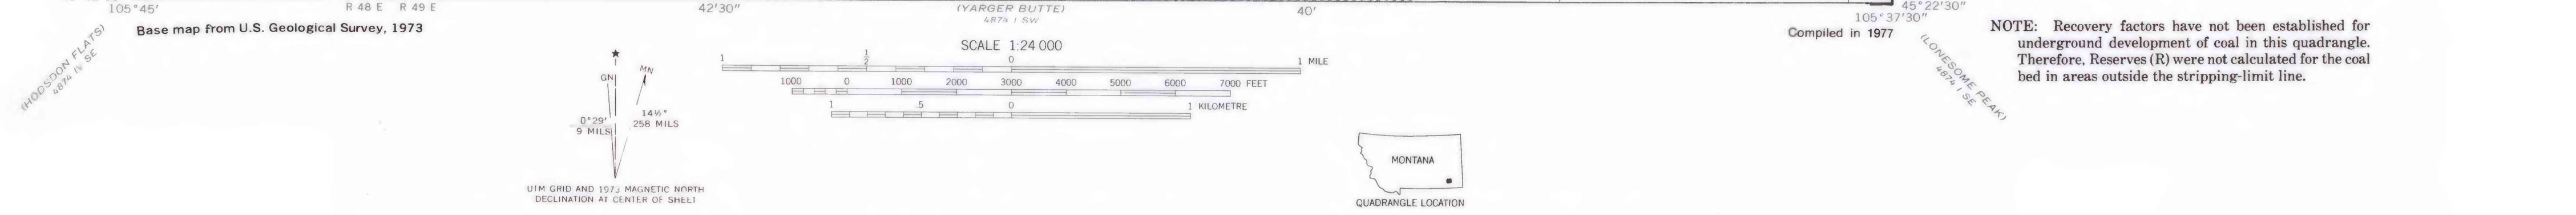 105°45' R 48 E R 49 E 42'30" (YARGER BUTTE) 40' 45°22'30"
4874 I SW 105°37'30"
(HODSDON FLATS)
4874 IV SE
Base map from U.S. Geological Survey, 1973
SCALE 1:24 000
1 1/2 0 1 MILE
1000 0 1000 2000 3000 4000 5000 6000 7000 FEET
1 .5 0 1 KILOMETRE
GN MN
0°29' 14½°
9 MILS 258 MILS
UTM GRID AND 1973 MAGNETIC NORTH
DECLINATION AT CENTER OF SHEET
MONTANA
QUADRANGLE LOCATION
Compiled in 1977
(LONESOME PEAK)
4874 I SE
NOTE: Recovery factors have not been established for
underground development of coal in this quadrangle.
Therefore, Reserves (R) were not calculated for the coal
bed in areas outside the stripping-limit line.